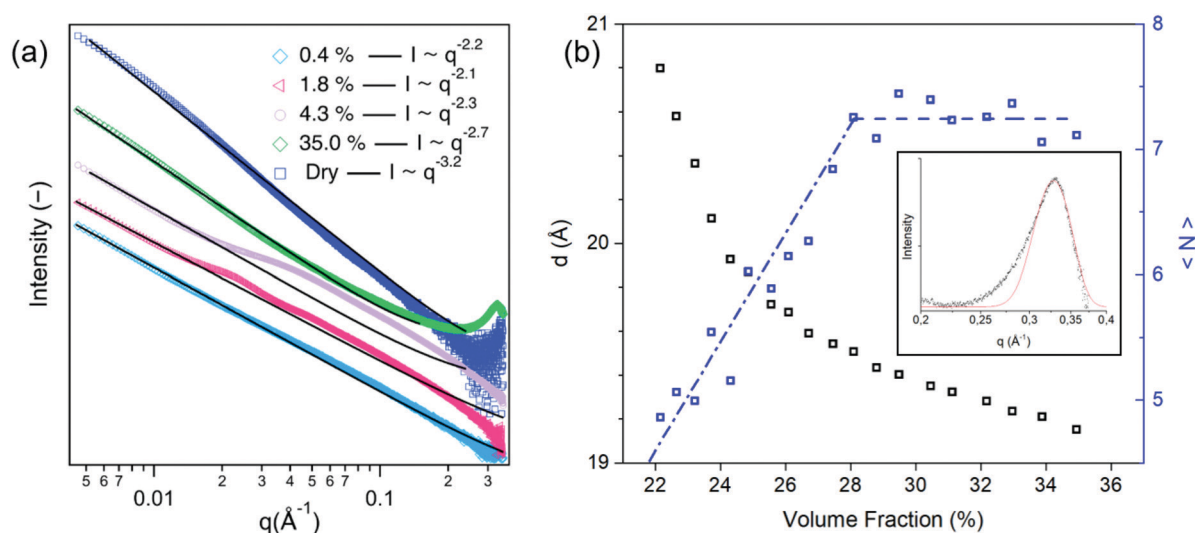 (a)
0.4 % — I ~ q^-2.2
1.8 % — I ~ q^-2.1
4.3 % — I ~ q^-2.3
35.0 % — I ~ q^-2.7
Dry — I ~ q^-3.2
Intensity (–)
5 6 7 0.01 2 3 4 5 6 7 0.1 2 3
q(Å^-1)
(b)
21
20
19
d (Å)
8
7
6
5
< N >
22 24 26 28 30 32 34 36
Volume Fraction (%)
Intensity
0,2 0,25 0,3 0,35 0,4
q (Å^-1)